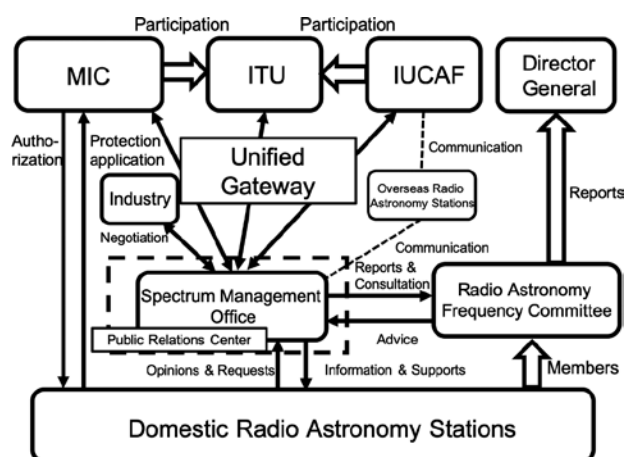 Participation
Participation
MIC
ITU
IUCAF
Director
General
Autho-
rization
Protection
application
Unified
Gateway
Communication
Industry
Overseas Radio
Astronomy Stations
Reports
Negotiation
Communication
Spectrum Management
Office
Reports &
Consultation
Radio Astronomy
Frequency Committee
Public Relations Center
Advice
Opinions & Requests
Information & Supports
Members
Domestic Radio Astronomy Stations